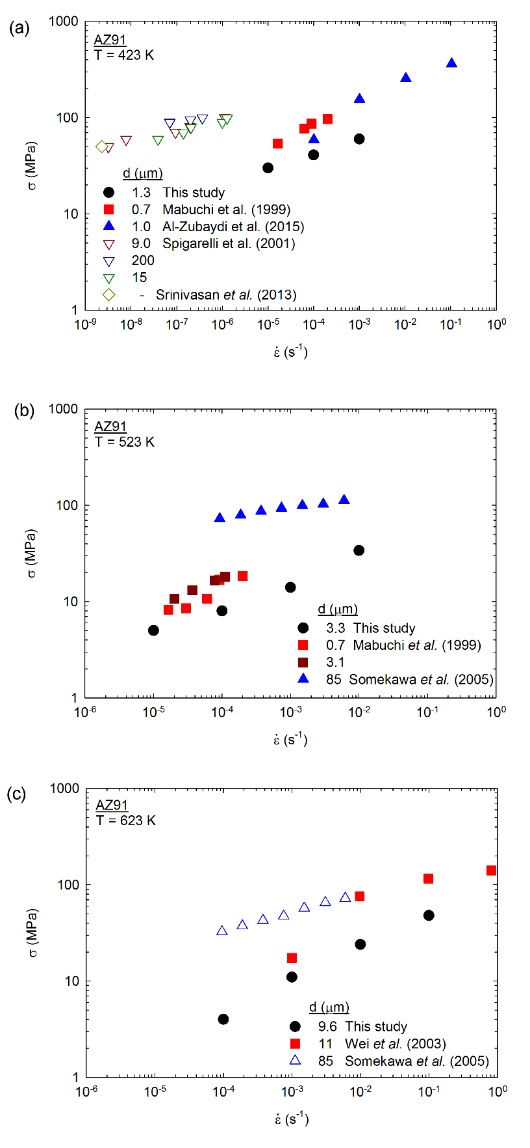 (a)
AZ91
T = 423 K
1000
100
10
1
σ (MPa)
d (μm)
1.3 This study
0.7 Mabuchi et al. (1999)
1.0 Al-Zubaydi et al. (2015)
9.0 Spigarelli et al. (2001)
200
15
- Srinivasan et al. (2013)
10-9 10-8 10-7 10-6 10-5 10-4 10-3 10-2 10-1 100
ε̇ (s-1)
(b)
AZ91
T = 523 K
1000
100
10
1
σ (MPa)
d (μm)
3.3 This study
0.7 Mabuchi et al. (1999)
3.1
85 Somekawa et al. (2005)
10-6 10-5 10-4 10-3 10-2 10-1 100
ε̇ (s-1)
(c)
AZ91
T = 623 K
1000
100
10
1
σ (MPa)
d (μm)
9.6 This study
11 Wei et al. (2003)
85 Somekawa et al. (2005)
10-6 10-5 10-4 10-3 10-2 10-1 100
ε̇ (s-1)